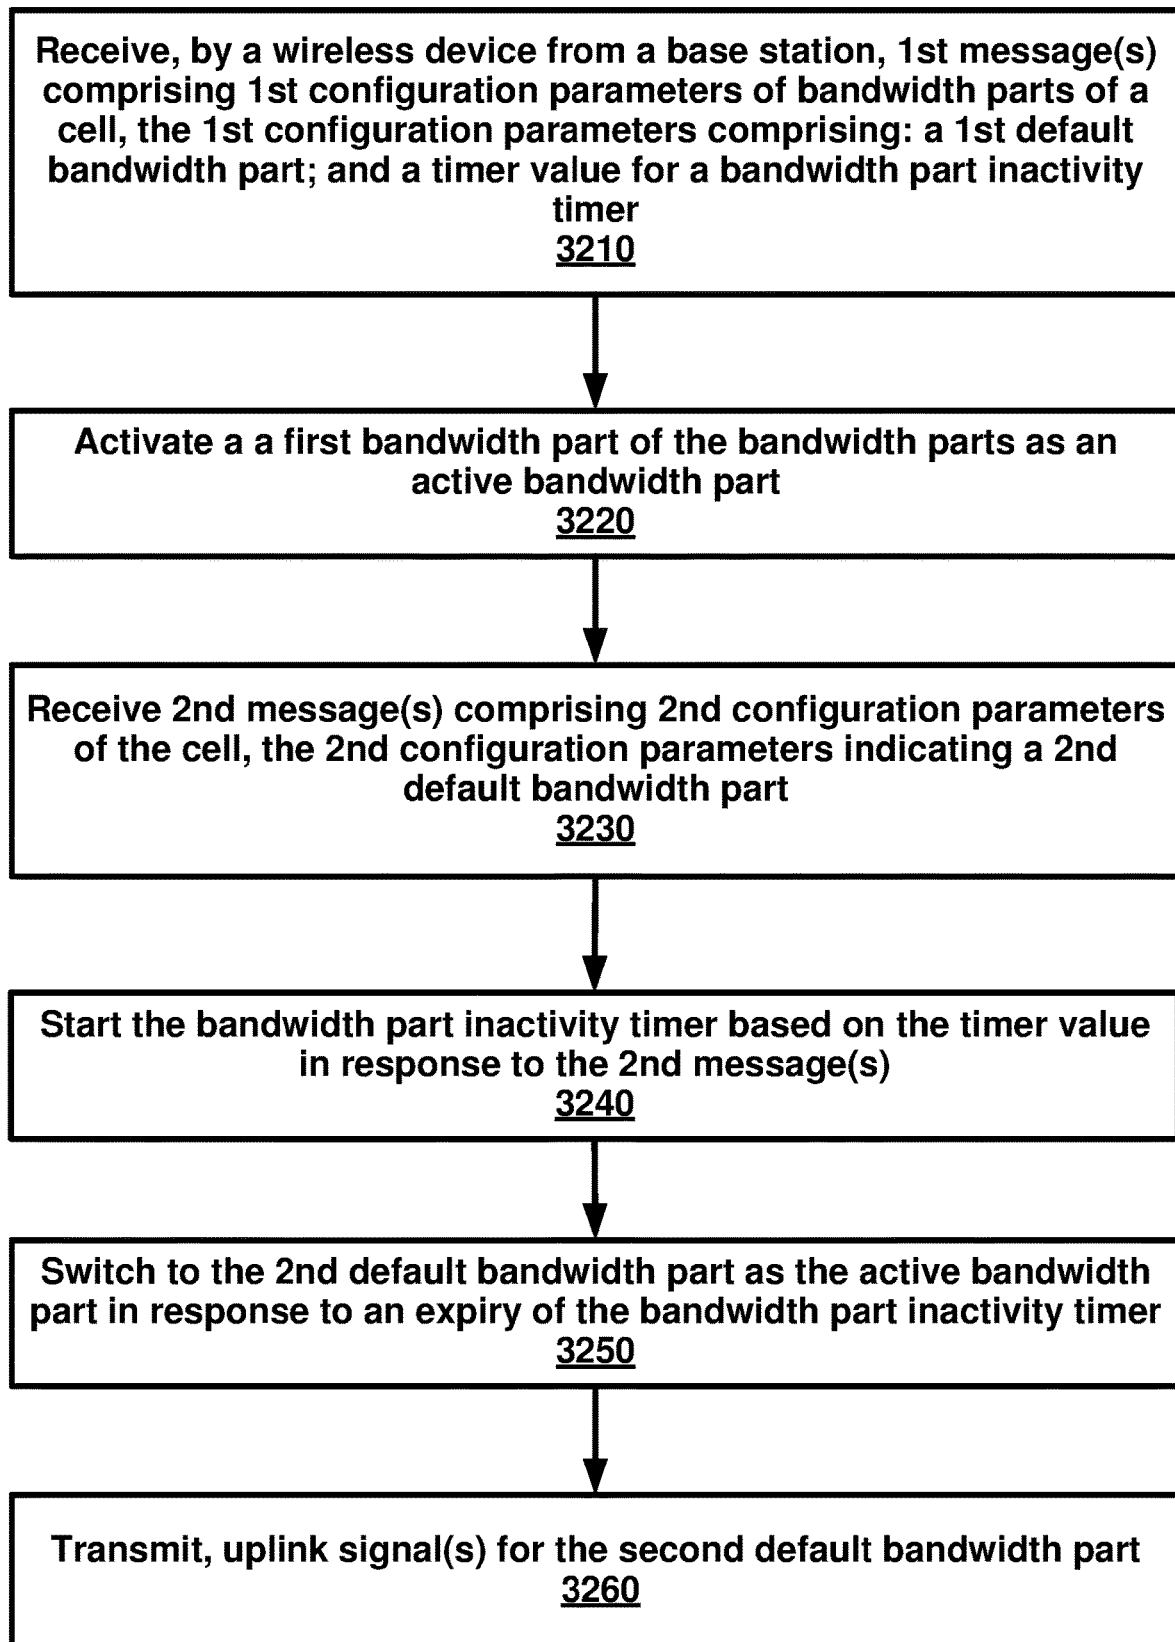 Receive, by a wireless device from a base station, 1st message(s)
comprising 1st configuration parameters of bandwidth parts of a
cell, the 1st configuration parameters comprising: a 1st default
bandwidth part; and a timer value for a bandwidth part inactivity
timer
3210
Activate a a first bandwidth part of the bandwidth parts as an
active bandwidth part
3220
Receive 2nd message(s) comprising 2nd configuration parameters
of the cell, the 2nd configuration parameters indicating a 2nd
default bandwidth part
3230
Start the bandwidth part inactivity timer based on the timer value
in response to the 2nd message(s)
3240
Switch to the 2nd default bandwidth part as the active bandwidth
part in response to an expiry of the bandwidth part inactivity timer
3250
Transmit, uplink signal(s) for the second default bandwidth part
3260